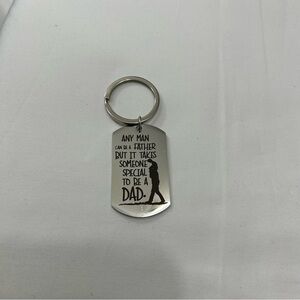 ANY MAN
CAN BE A FATHER
BUT IT TAKES
SOMEONE
SPECIAL
TO BE A
DAD.